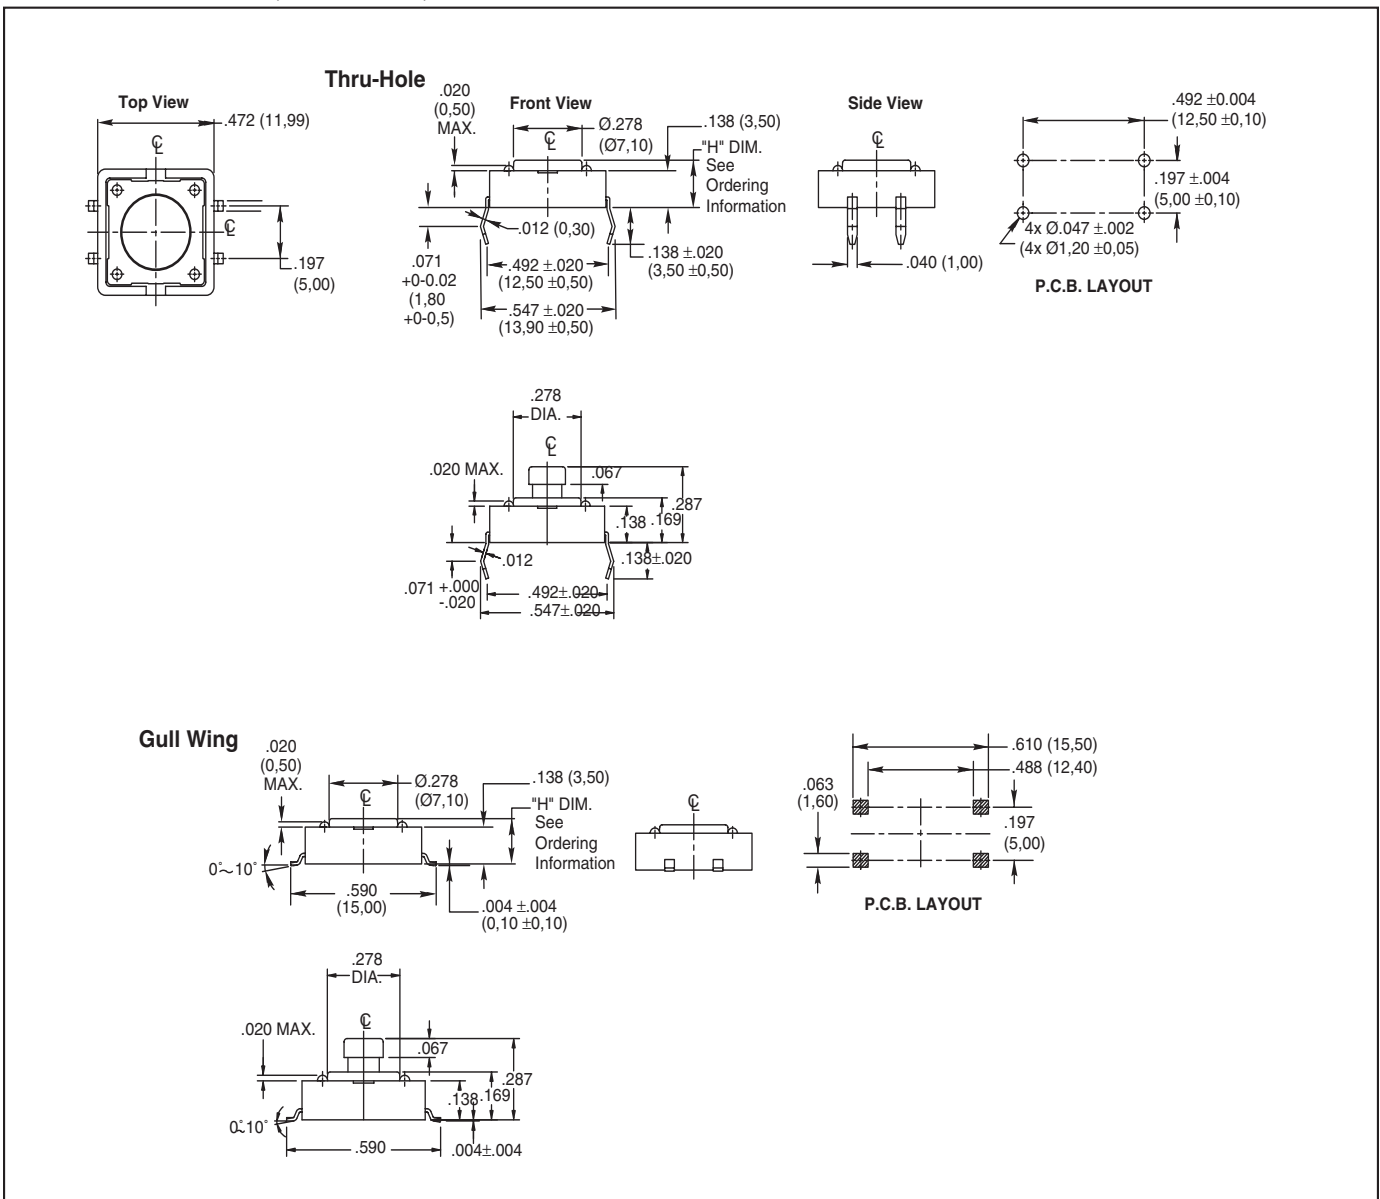 Thru-Hole
Top View
.472 (11,99)
℄
℄
.197
(5,00)
.020
(0,50)
MAX.
Front View
Ø.278
(Ø7,10)
℄
.138 (3,50)
"H" DIM.
See
Ordering
Information
.012 (0,30)
.071
+0-0.02
(1,80
+0-0,5)
.492 ±.020
(12,50 ±0,50)
.547 ±.020
(13,90 ±0,50)
.138 ±.020
(3,50 ±0,50)
Side View
℄
.040 (1,00)
.492 ±0.004
(12,50 ±0,10)
.197 ±.004
(5,00 ±0,10)
4x Ø.047 ±.002
(4x Ø1,20 ±0,05)
P.C.B. LAYOUT
.278
DIA.
℄
.020 MAX.
.067
.287
.138
.169
.012
.138±.020
.071 +.000
-.020
.492±.020
.547±.020
Gull Wing
.020
(0,50)
MAX.
Ø.278
(Ø7,10)
℄
.138 (3,50)
"H" DIM.
See
Ordering
Information
0°~10°
.590
(15,00)
.004 ±.004
(0,10 ±0,10)
℄
.610 (15,50)
.488 (12,40)
.063
(1,60)
.197
(5,00)
P.C.B. LAYOUT
.278
DIA.
℄
.020 MAX.
.067
.287
.138
.169
0°~10°
.590
.004±.004